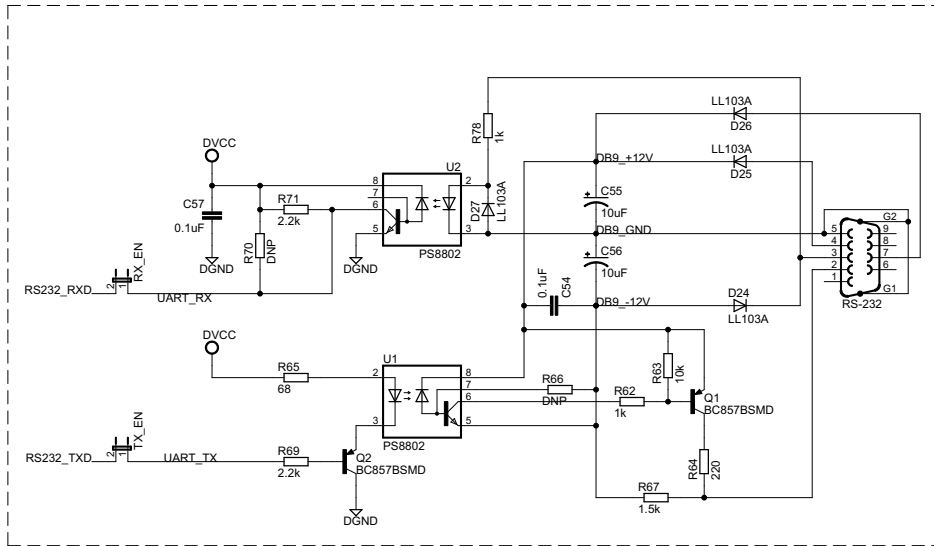 LL103A
D26
R78
1k
DVCC
LL103A
D25
DB9_+12V
U2
8
7
6
5
2
3
D27
LL103A
C55
10uF
C57
0.1uF
R71
2.2k
R70
DNP
DGND
DGND
PS8802
DB9_GND
C56
10uF
5
4
3
2
1
G2
9
8
7
6
G1
RS-232
RX_EN
2
1
RS232_RXD
UART_RX
0.1uF
C54
DB9_-12V
D24
LL103A
DVCC
U1
R65
68
2
3
8
7
6
5
R66
DNP
R63
10k
R62
1k
Q1
BC857BSMD
PS8802
TX_EN
2
1
RS232_TXD
UART_TX
R69
2.2k
Q2
BC857BSMD
R64
220
R67
1.5k
DGND